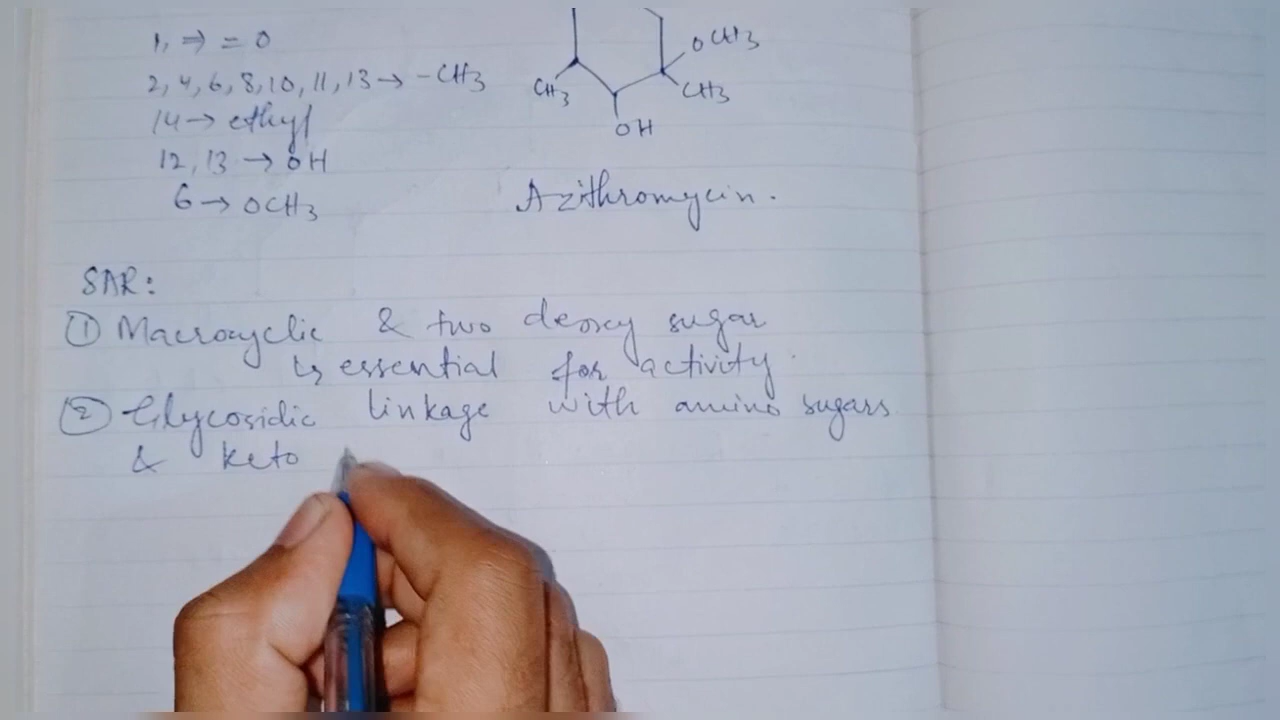 1, ⇒ = O
2, 4, 6, 8, 10, 11, 13 → -CH3
14 → ethyl
12, 13 → OH
6 → OCH3
OCH3
CH3
CH3
OH
Azithromycin.
SAR:
① Macrocyclic & two deoxy sugar
↳ essential for activity.
② Glycosidic linkage with amino sugars
& keto